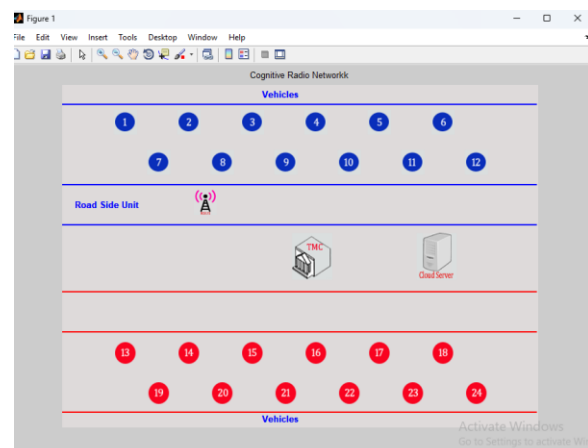 Figure 1
File Edit View Insert Tools Desktop Window Help
Cognitive Radio Networkk
Vehicles
1 2 3 4 5 6
7 8 9 10 11 12
Road Side Unit
TMC
Cloud Server
13 14 15 16 17 18
19 20 21 22 23 24
Vehicles
Activate Windows
Go to Settings to activate Wi